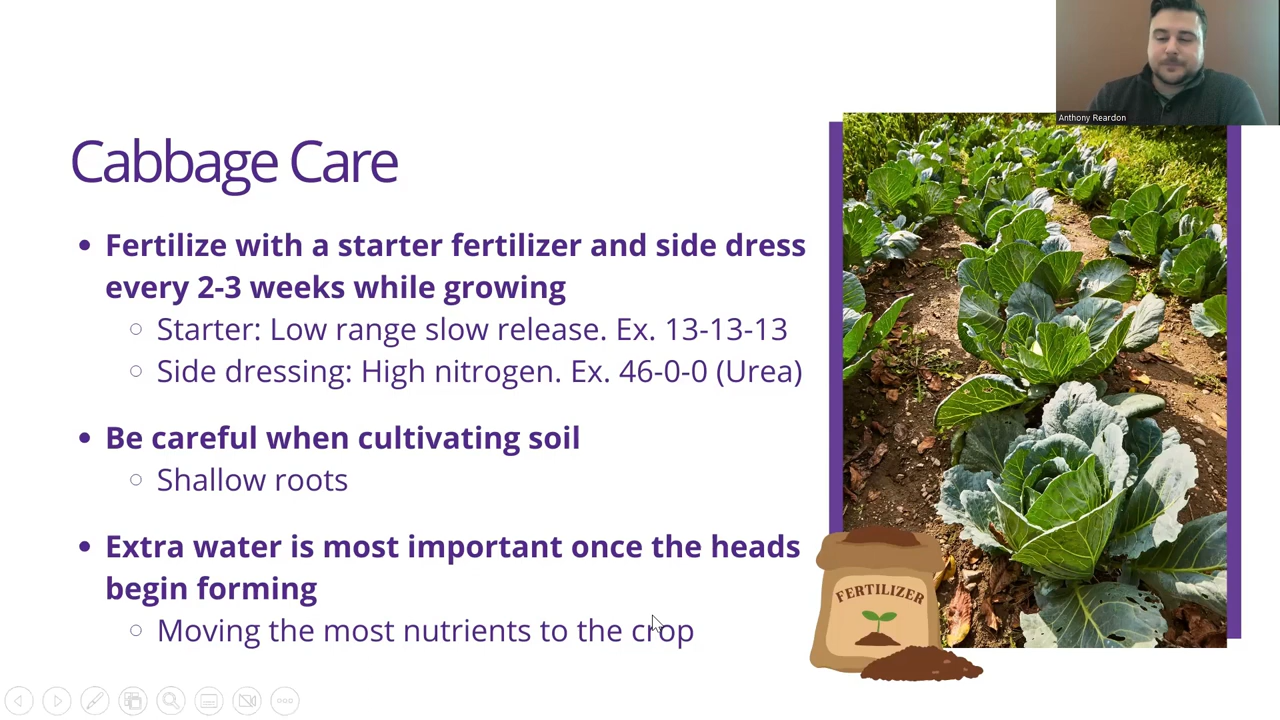 Anthony Reardon
Cabbage Care
• Fertilize with a starter fertilizer and side dress
every 2-3 weeks while growing
○ Starter: Low range slow release. Ex. 13-13-13
○ Side dressing: High nitrogen. Ex. 46-0-0 (Urea)
• Be careful when cultivating soil
○ Shallow roots
• Extra water is most important once the heads
begin forming
○ Moving the most nutrients to the crop
FERTILIZER